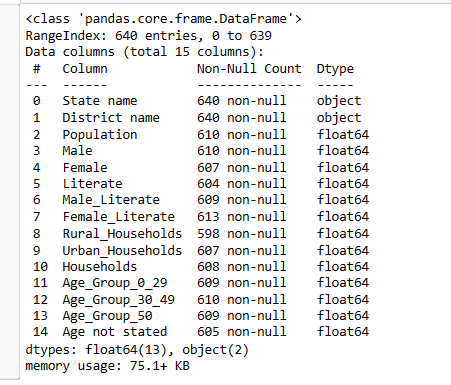 <class 'pandas.core.frame.DataFrame'>
RangeIndex: 640 entries, 0 to 639
Data columns (total 15 columns):
 #   Column            Non-Null Count  Dtype
---  ------            --------------  -----
 0   State name        640 non-null    object
 1   District name     640 non-null    object
 2   Population        610 non-null    float64
 3   Male              610 non-null    float64
 4   Female            607 non-null    float64
 5   Literate          604 non-null    float64
 6   Male_Literate     609 non-null    float64
 7   Female_Literate   613 non-null    float64
 8   Rural_Households  598 non-null    float64
 9   Urban_Households  607 non-null    float64
 10  Households        608 non-null    float64
 11  Age_Group_0_29    609 non-null    float64
 12  Age_Group_30_49   610 non-null    float64
 13  Age_Group_50      609 non-null    float64
 14  Age not stated    605 non-null    float64
dtypes: float64(13), object(2)
memory usage: 75.1+ KB